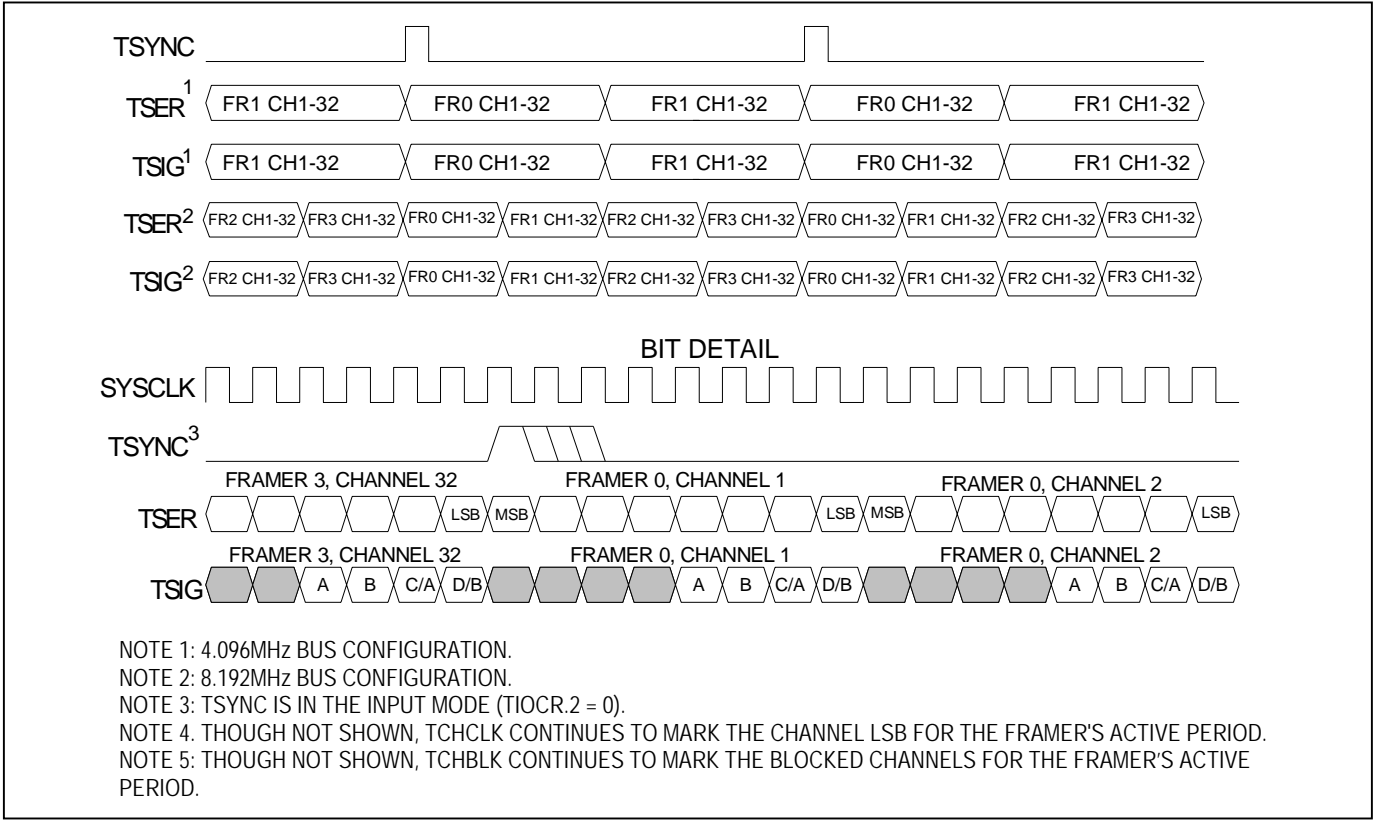 TSYNC
TSER1 FR1 CH1-32 FR0 CH1-32 FR1 CH1-32 FR0 CH1-32 FR1 CH1-32
TSIG1 FR1 CH1-32 FR0 CH1-32 FR1 CH1-32 FR0 CH1-32 FR1 CH1-32
TSER2 FR2 CH1-32 FR3 CH1-32 FR0 CH1-32 FR1 CH1-32 FR2 CH1-32 FR3 CH1-32 FR0 CH1-32 FR1 CH1-32 FR2 CH1-32 FR3 CH1-32
TSIG2 FR2 CH1-32 FR3 CH1-32 FR0 CH1-32 FR1 CH1-32 FR2 CH1-32 FR3 CH1-32 FR0 CH1-32 FR1 CH1-32 FR2 CH1-32 FR3 CH1-32
BIT DETAIL
SYSCLK
TSYNC3
FRAMER 3, CHANNEL 32 FRAMER 0, CHANNEL 1 FRAMER 0, CHANNEL 2
TSER LSB MSB LSB MSB LSB
FRAMER 3, CHANNEL 32 FRAMER 0, CHANNEL 1 FRAMER 0, CHANNEL 2
TSIG A B C/A D/B A B C/A D/B A B C/A D/B
NOTE 1: 4.096MHz BUS CONFIGURATION.
NOTE 2: 8.192MHz BUS CONFIGURATION.
NOTE 3: TSYNC IS IN THE INPUT MODE (TIOCR.2 = 0).
NOTE 4. THOUGH NOT SHOWN, TCHCLK CONTINUES TO MARK THE CHANNEL LSB FOR THE FRAMER'S ACTIVE PERIOD.
NOTE 5: THOUGH NOT SHOWN, TCHBLK CONTINUES TO MARK THE BLOCKED CHANNELS FOR THE FRAMER’S ACTIVE
PERIOD.